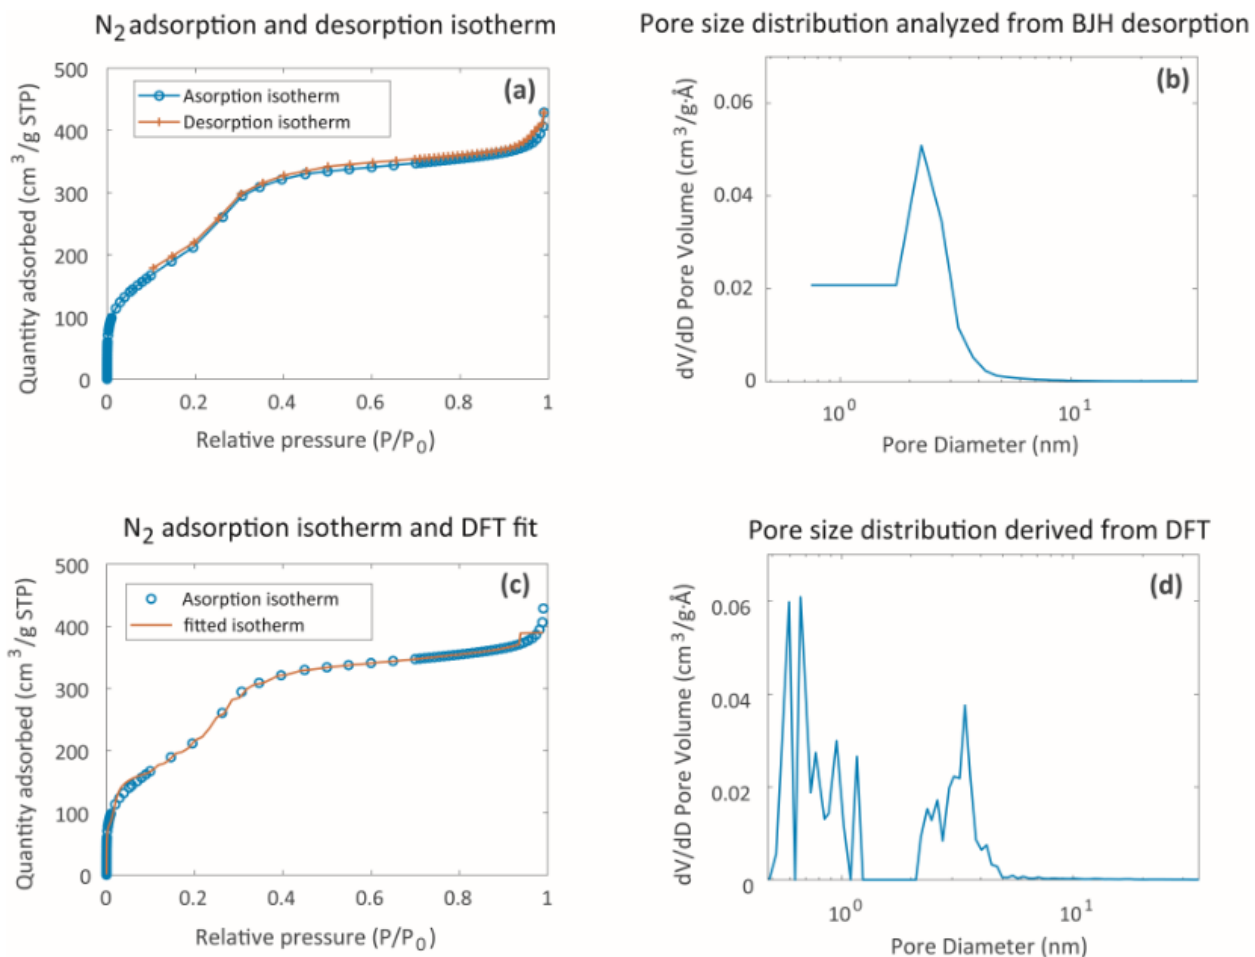 N2 adsorption and desorption isotherm
(a)
Asorption isotherm
Desorption isotherm
Quantity adsorbed (cm3/g STP)
500
400
300
200
100
0
0 0.2 0.4 0.6 0.8 1
Relative pressure (P/P0)
Pore size distribution analyzed from BJH desorption
(b)
dV/dD Pore Volume (cm3/g·Å)
0.06
0.04
0.02
0
10^0 10^1
Pore Diameter (nm)
N2 adsorption isotherm and DFT fit
(c)
Asorption isotherm
fitted isotherm
Quantity adsorbed (cm3/g STP)
500
400
300
200
100
0
0 0.2 0.4 0.6 0.8 1
Relative pressure (P/P0)
Pore size distribution derived from DFT
(d)
dV/dD Pore Volume (cm3/g·Å)
0.06
0.04
0.02
0
10^0 10^1
Pore Diameter (nm)